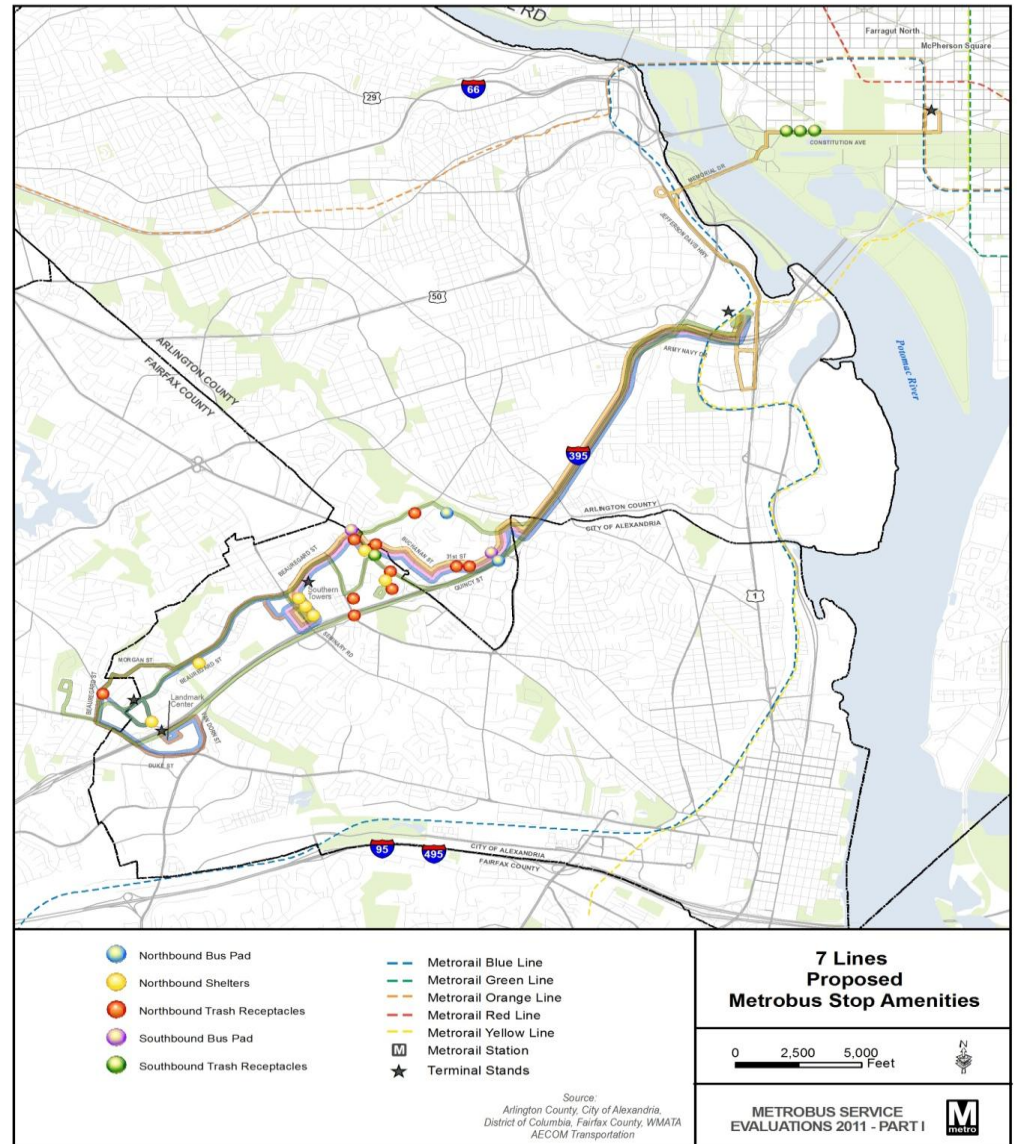 E RD
Farragut North
McPherson Square
29
66
CONSTITUTION AVE
MEMORIAL DR
JEFFERSON DAVIS HWY
50
ARLINGTON COUNTY
FAIRFAX COUNTY
ARMY NAVY DR
Potomac River
395
ARLINGTON COUNTY
CITY OF ALEXANDRIA
BUCHANAN ST
31st ST
QUINCY ST
BEAUREGARD ST
Southern
Towers
SEMINARY RD
1
MORGAN ST
BEAUREGARD ST
BEAUREGARD ST
Landmark
Center
VAN DORN ST
DUKE ST
95
495
CITY OF ALEXANDRIA
FAIRFAX COUNTY
Northbound Bus Pad
Northbound Shelters
Northbound Trash Receptacles
Southbound Bus Pad
Southbound Trash Receptacles
Metrorail Blue Line
Metrorail Green Line
Metrorail Orange Line
Metrorail Red Line
Metrorail Yellow Line
M Metrorail Station
Terminal Stands
Source:
Arlington County, City of Alexandria,
District of Columbia, Fairfax County, WMATA
AECOM Transportation
7 Lines
Proposed
Metrobus Stop Amenities
0 2,500 5,000
Feet
N
METROBUS SERVICE
EVALUATIONS 2011 - PART I
M
metro